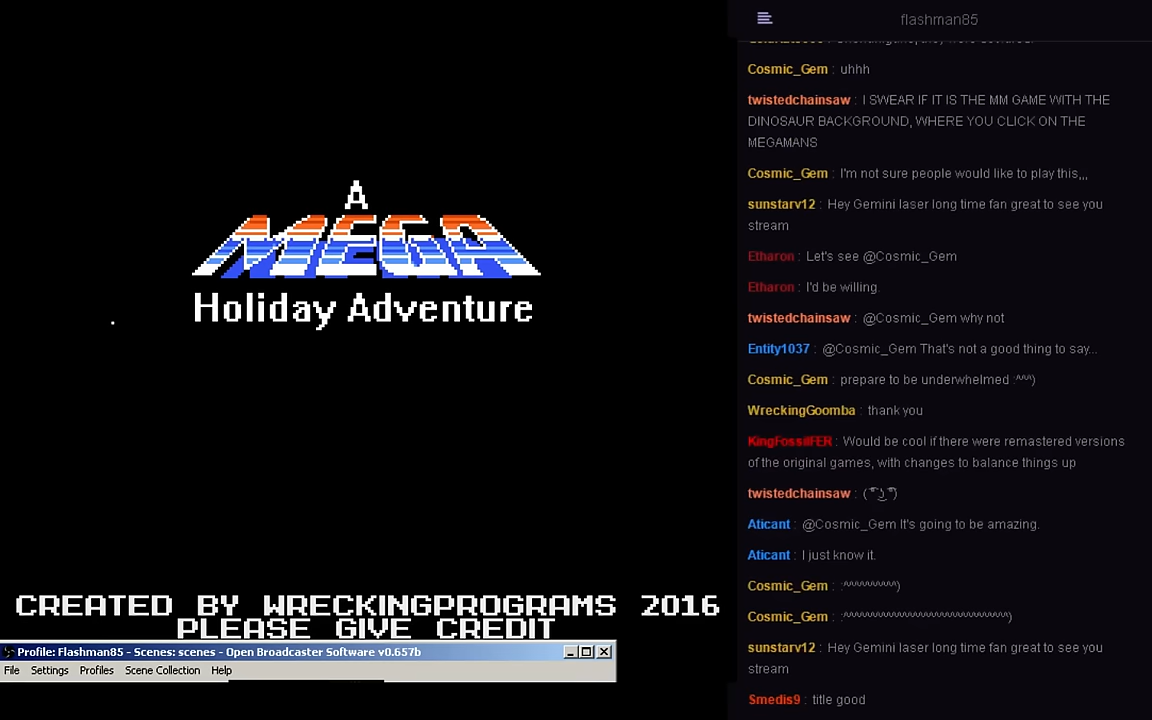 A
MEGA
Holiday Adventure
CREATED BY WRECKINGPROGRAMS 2016
PLEASE GIVE CREDIT
Profile: Flashman85 - Scenes: scenes - Open Broadcaster Software v0.657b
File Settings Profiles Scene Collection Help
flashman85
Cosmic_Gem : uhhh
twistedchainsaw : I SWEAR IF IT IS THE MM GAME WITH THE
DINOSAUR BACKGROUND, WHERE YOU CLICK ON THE
MEGAMANS
Cosmic_Gem : I'm not sure people would like to play this,,,
sunstarv12 : Hey Gemini laser long time fan great to see you
stream
Etharon : Let's see @Cosmic_Gem
Etharon : I'd be willing.
twistedchainsaw : @Cosmic_Gem why not
Entity1037 : @Cosmic_Gem That's not a good thing to say...
Cosmic_Gem : prepare to be underwhelmed :^^^)
WreckingGoomba : thank you
KingFossilFER : Would be cool if there were remastered versions
of the original games, with changes to balance things up
twistedchainsaw : ( ͡° ͜ʖ ͡°)
Aticant : @Cosmic_Gem It's going to be amazing.
Aticant : I just know it.
Cosmic_Gem : :^^^^^^^^^^)
Cosmic_Gem : :^^^^^^^^^^^^^^^^^^^^^^^^^^^^^^)
sunstarv12 : Hey Gemini laser long time fan great to see you
stream
Smedis9 : title good